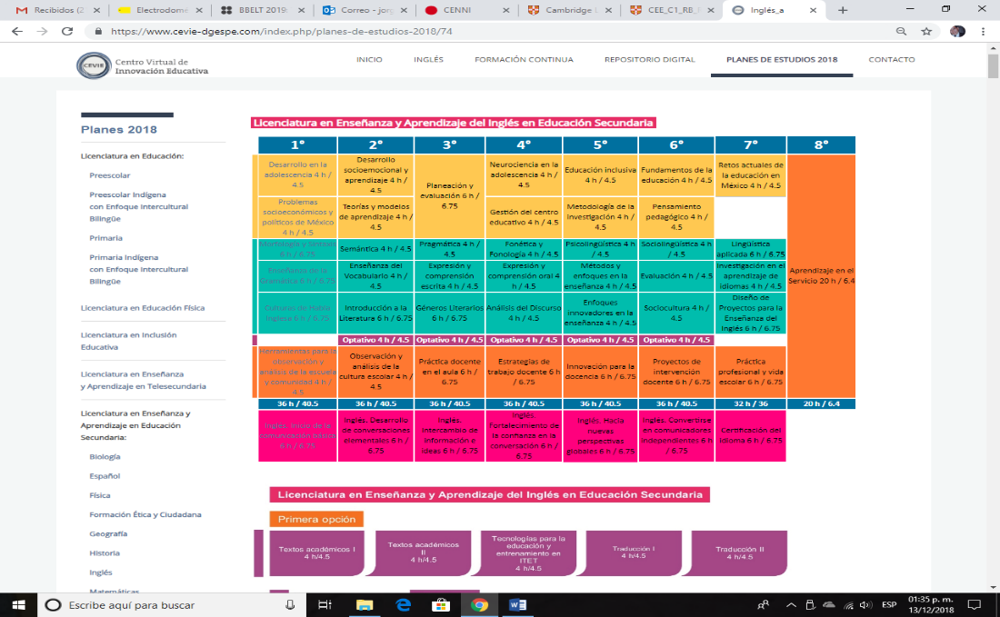 Recibidos (2
Electrodomé
BBELT 2019
Correo - jorg
CENNI
Cambridge E
CEE_C1_RB_
Inglés_a
https://www.cevie-dgespe.com/index.php/planes-de-estudios-2018/74
CEVIE
Centro Virtual de
Innovación Educativa
INICIO
INGLÉS
FORMACIÓN CONTINUA
REPOSITORIO DIGITAL
PLANES DE ESTUDIOS 2018
CONTACTO
Planes 2018
Licenciatura en Educación:
Preescolar
Preescolar Indígena
con Enfoque Intercultural
Bilingüe
Primaria
Primaria Indígena
con Enfoque Intercultural
Bilingüe
Licenciatura en Educación Física
Licenciatura en Inclusión
Educativa
Licenciatura en Enseñanza
y Aprendizaje en Telesecundaria
Licenciatura en Enseñanza y
Aprendizaje en Educación
Secundaria:
Biología
Español
Física
Formación Ética y Ciudadana
Geografía
Historia
Inglés
Matemáticas
Licenciatura en Enseñanza y Aprendizaje del Inglés en Educación Secundaria
1° 2° 3° 4° 5° 6° 7° 8°
Desarrollo en la
adolescencia 4 h /
4.5
Desarrollo
socioemocional y
aprendizaje 4 h /
4.5
Planeación y
evaluación 6 h /
6.75
Neurociencia en la
adolescencia 4 h /
4.5
Educación inclusiva
4 h / 4.5
Fundamentos de la
educación 4 h / 4.5
Retos actuales de
la educación en
México 4 h / 4.5
Problemas
socioeconómicos y
políticos de México
4 h / 4.5
Teorías y modelos
de aprendizaje 4 h /
4.5
Gestión del centro
educativo 4 h / 4.5
Metodología de la
investigación 4 h /
4.5
Pensamiento
pedagógico 4 h /
4.5
Morfología y Sintaxis
6 h / 6.75
Semántica 4 h / 4.5
Pragmática 4 h /
4.5
Fonética y
Fonología 4 h / 4.5
Psicolingüística 4 h
/ 4.5
Sociolingüística 4 h
/ 4.5
Lingüística
aplicada 6 h / 6.75
Enseñanza de la
Gramática 6 h / 6.75
Enseñanza del
Vocabulario 4 h /
4.5
Expresión y
comprensión
escrita 4 h / 4.5
Expresión y
comprensión oral 4
h / 4.5
Métodos y
enfoques en la
enseñanza 4 h / 4.5
Evaluación 4 h / 4.5
Investigación en el
aprendizaje de
idiomas 4 h / 4.5
Culturas de Habla
Inglesa 6 h / 6.75
Introducción a la
Literatura 6 h / 6.75
Géneros Literarios
6 h / 6.75
Análisis del Discurso
4 h / 4.5
Enfoques
innovadores en la
enseñanza 4 h / 4.5
Sociocultura 4 h /
4.5
Diseño de
Proyectos para la
Enseñanza del
Inglés 6 h / 6.75
Aprendizaje en el
Servicio 20 h / 6.4
Optativo 4 h / 4.5 Optativo 4 h / 4.5 Optativo 4 h / 4.5 Optativo 4 h / 4.5 Optativo 4 h / 4.5
Herramientas para la
observación y
análisis de la escuela
y comunidad 4 h /
4.5
Observación y
análisis de la
cultura escolar 4 h /
4.5
Práctica docente
en el aula 6 h /
6.75
Estrategias de
trabajo docente 6 h
/ 6.75
Innovación para la
docencia 6 h / 6.75
Proyectos de
intervención
docente 6 h / 6.75
Práctica
profesional y vida
escolar 6 h / 6.75
36 h / 40.5 36 h / 40.5 36 h / 40.5 36 h / 40.5 36 h / 40.5 36 h / 40.5 32 h / 36 20 h / 6.4
Inglés. Inicio de la
comunicación básica
6 h / 6.75
Inglés. Desarrollo
de conversaciones
elementales 6 h /
6.75
Inglés.
Intercambio de
información e
ideas 6 h / 6.75
Inglés.
Fortalecimiento de
la confianza en la
conversación 6 h /
6.75
Inglés. Hacia
nuevas
perspectivas
globales 6 h / 6.75
Inglés. Convertirse
en comunicadores
independientes 6 h
/ 6.75
Certificación del
idioma 6 h / 6.75
Licenciatura en Enseñanza y Aprendizaje del Inglés en Educación Secundaria
Primera opción
Textos académicos I
4 h/4.5
Textos académicos
II
4 h/4.5
Tecnologías para la
educación y
entrenamiento en
ITET
4 h/4.5
Traducción I
4 h/4.5
Traducción II
4 h/4.5
Escribe aquí para buscar
ESP
01:35 p. m.
13/12/2018